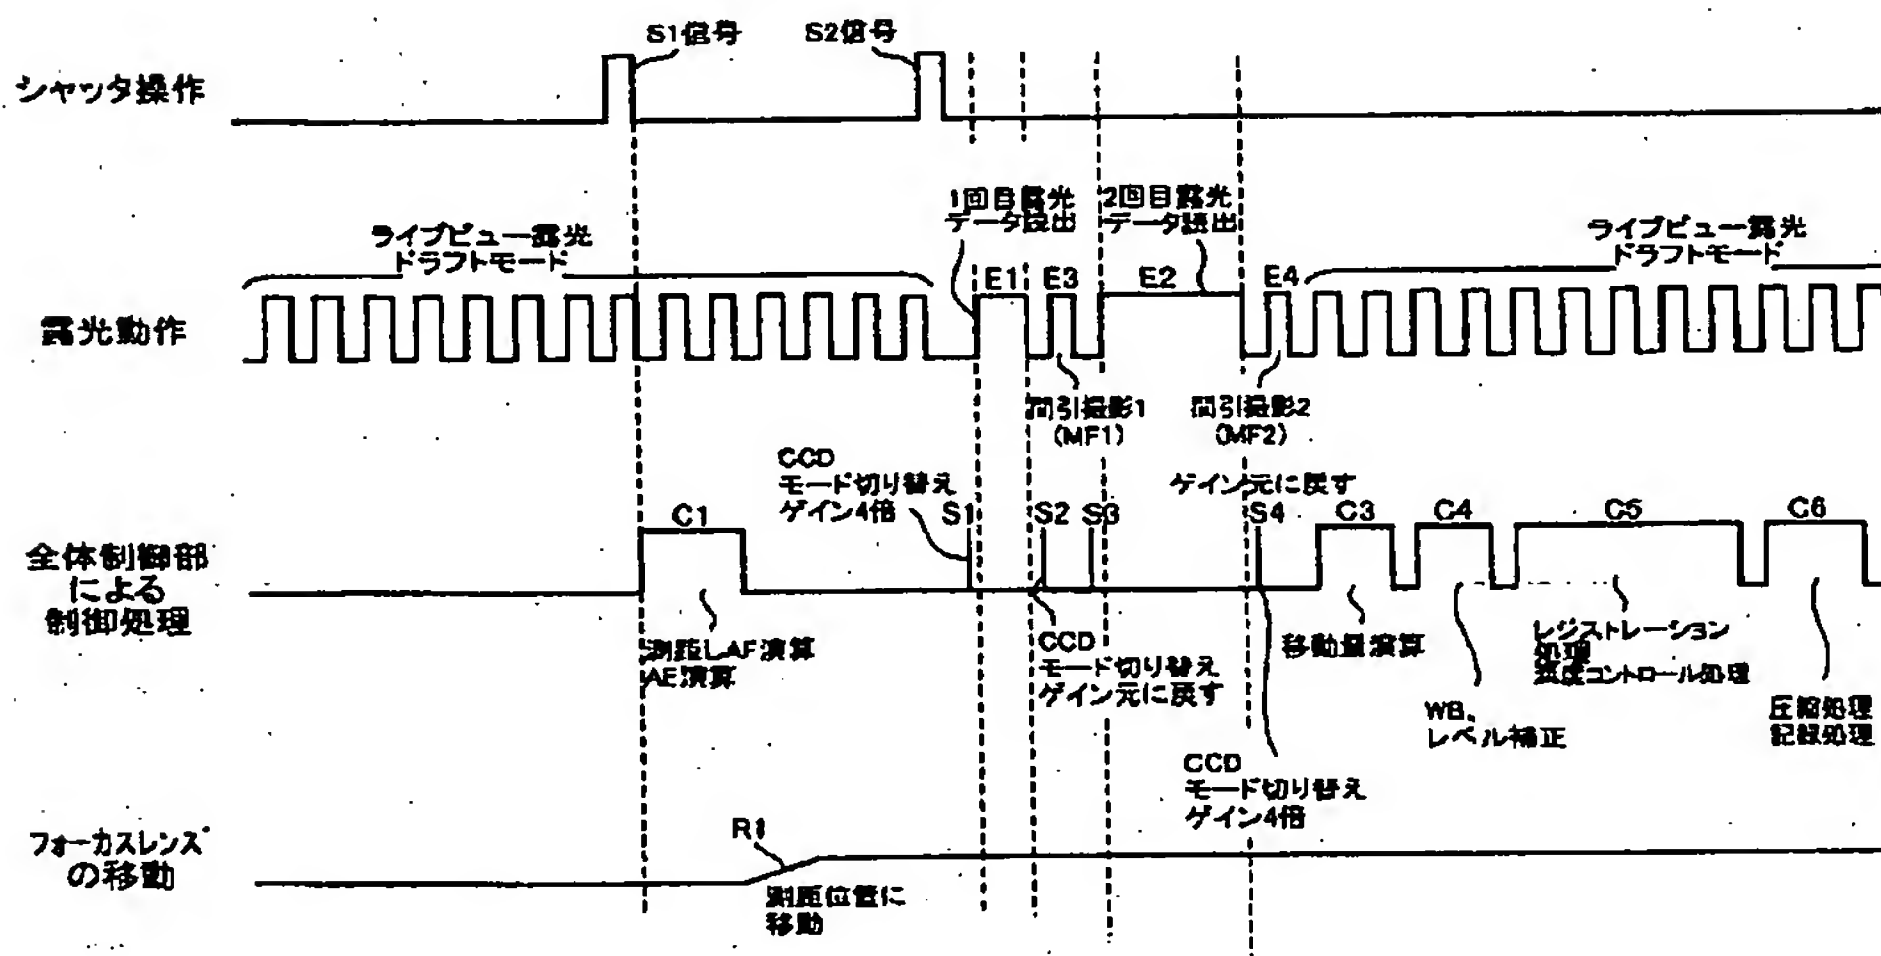 S1信号
S2信号
シャッタ操作
1回目露光
データ読出
2回目露光
データ読出
ライブビュー露光
ドラフトモード
ライブビュー露光
ドラフトモード
E1
E3
E2
E4
露光動作
間引撮影1
(MF1)
間引撮影2
(MF2)
CCD
モード切り替え
ゲイン4倍
ゲイン元に戻す
C1
S1
S2
S3
S4
C3
C4
C5
C6
全体制御部
による
制御処理
測距しAF演算
AE演算
CCD
モード切り替え
ゲイン元に戻す
移動量演算
レジストレーション
処理
濃度コントロール処理
WB、
レベル補正
圧縮処理
記録処理
CCD
モード切り替え
ゲイン4倍
フォーカスレンズ
の移動
R1
測距位置に
移動